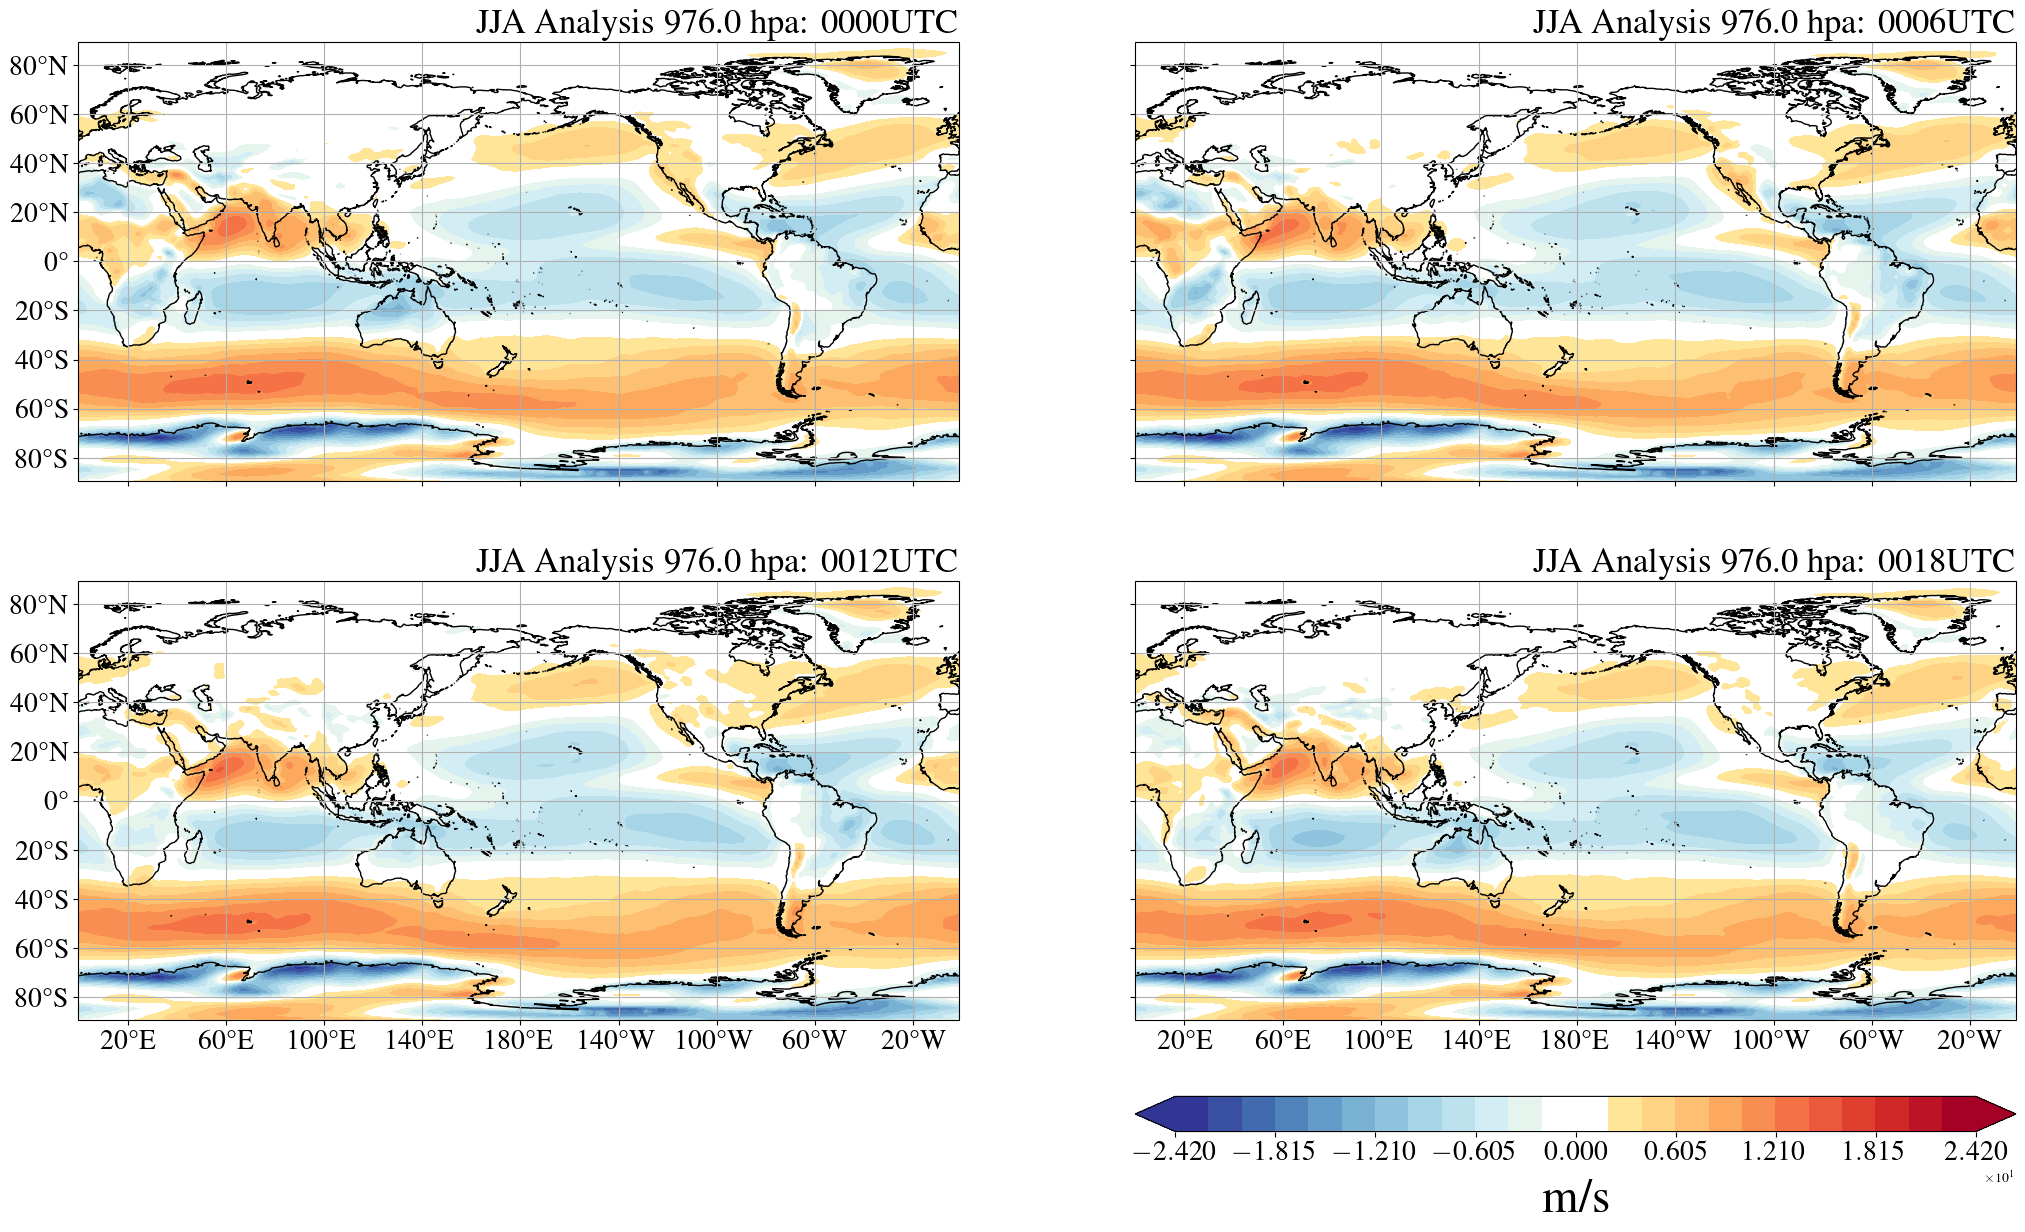 JJA Analysis 976.0 hpa: 0000UTC
JJA Analysis 976.0 hpa: 0006UTC
80°N
60°N
40°N
20°N
0°
20°S
40°S
60°S
80°S
JJA Analysis 976.0 hpa: 0012UTC
JJA Analysis 976.0 hpa: 0018UTC
80°N
60°N
40°N
20°N
0°
20°S
40°S
60°S
80°S
20°E 60°E 100°E 140°E 180°E 140°W 100°W 60°W 20°W
20°E 60°E 100°E 140°E 180°E 140°W 100°W 60°W 20°W
−2.420 −1.815 −1.210 −0.605 0.000 0.605 1.210 1.815 2.420
×10¹
m/s